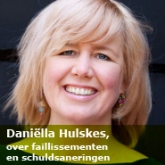 Daniëlla Hulskes,
over faillissementen
en schuldsaneringen